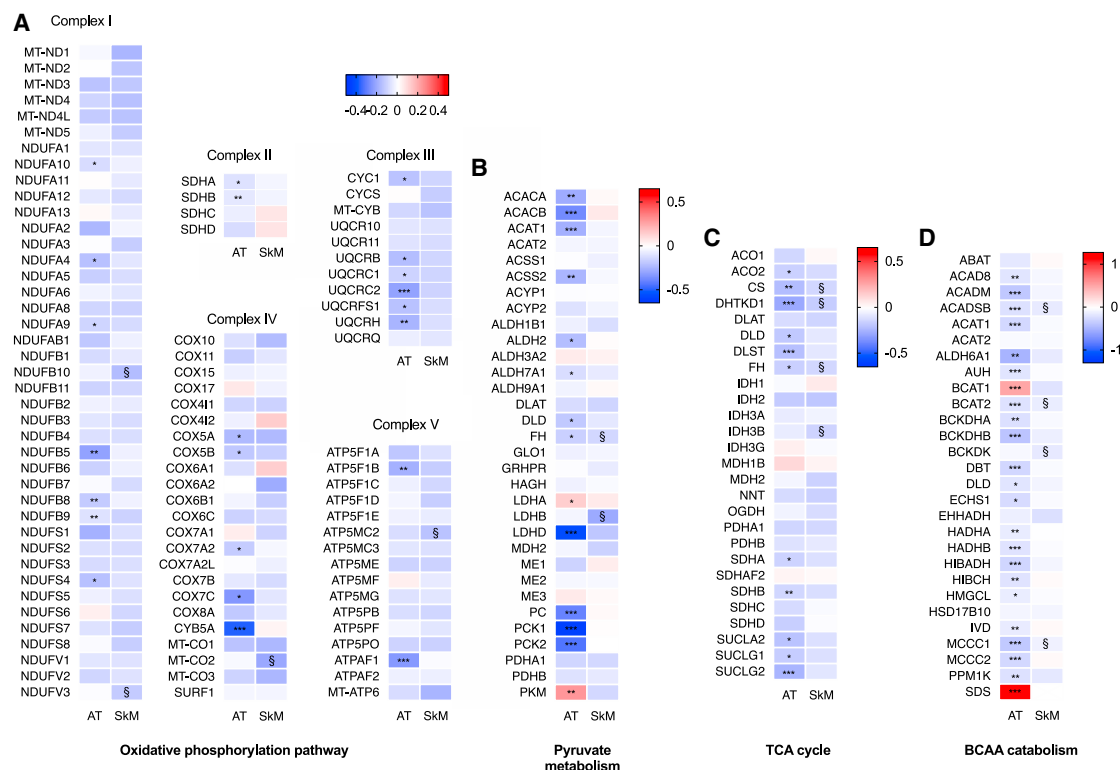 A
Complex I
MT-ND1
MT-ND2
MT-ND3
MT-ND4
MT-ND4L
MT-ND5
NDUFA1
NDUFA10 *
NDUFA11
NDUFA12
NDUFA13
NDUFA2
NDUFA3
NDUFA4 *
NDUFA5
NDUFA6
NDUFA8
NDUFA9 *
NDUFAB1
NDUFB1
NDUFB10 §
NDUFB11
NDUFB2
NDUFB3
NDUFB4
NDUFB5 **
NDUFB6
NDUFB7
NDUFB8 **
NDUFB9 **
NDUFS1
NDUFS2
NDUFS3
NDUFS4 *
NDUFS5
NDUFS6
NDUFS7
NDUFS8
NDUFV1
NDUFV2
NDUFV3 §
AT SkM
-0.4 -0.2 0 0.2 0.4
Complex II
SDHA *
SDHB **
SDHC
SDHD
AT SkM
Complex III
CYC1 *
CYCS
MT-CYB
UQCR10
UQCR11
UQCRB *
UQCRC1 *
UQCRC2 ***
UQCRFS1 *
UQCRH **
UQCRQ
AT SkM
Complex IV
COX10
COX11
COX15
COX17
COX4I1
COX4I2
COX5A *
COX5B *
COX6A1
COX6A2
COX6B1
COX6C
COX7A1
COX7A2 *
COX7A2L
COX7B
COX7C *
COX8A
CYB5A ***
MT-CO1
MT-CO2 §
MT-CO3
SURF1
AT SkM
Complex V
ATP5F1A
ATP5F1B **
ATP5F1C
ATP5F1D
ATP5F1E
ATP5MC2 §
ATP5MC3
ATP5ME
ATP5MF
ATP5MG
ATP5PB
ATP5PF
ATP5PO
ATPAF1 ***
ATPAF2
MT-ATP6
AT SkM
Oxidative phosphorylation pathway
B
ACACA **
ACACB ***
ACAT1 ***
ACAT2
ACSS1
ACSS2 **
ACYP1
ACYP2
ALDH1B1
ALDH2 *
ALDH3A2
ALDH7A1 *
ALDH9A1
DLAT
DLD *
FH * §
GLO1
GRHPR
HAGH
LDHA *
LDHB §
LDHD ***
MDH2
ME1
ME2
ME3
PC ***
PCK1 ***
PCK2 ***
PDHA1
PDHB
PKM **
AT SkM
0.5
0
-0.5
Pyruvate
metabolism
C
ACO1
ACO2 *
CS ** §
DHTKD1 *** §
DLAT
DLD *
DLST ***
FH * §
IDH1
IDH2
IDH3A
IDH3B §
IDH3G
MDH1B
MDH2
NNT
OGDH
PDHA1
PDHB
SDHA *
SDHAF2
SDHB **
SDHC
SDHD
SUCLA2 *
SUCLG1 *
SUCLG2 ***
AT SkM
0.5
0
-0.5
TCA cycle
D
ABAT
ACAD8 **
ACADM ***
ACADSB *** §
ACAT1 ***
ACAT2
ALDH6A1 **
AUH ***
BCAT1 ***
BCAT2 *** §
BCKDHA **
BCKDHB ***
BCKDK §
DBT ***
DLD *
ECHS1 *
EHHADH
HADHA **
HADHB ***
HIBADH ***
HIBCH **
HMGCL *
HSD17B10
IVD **
MCCC1 *** §
MCCC2 ***
PPM1K **
SDS ***
AT SkM
1
0
-1
BCAA catabolism